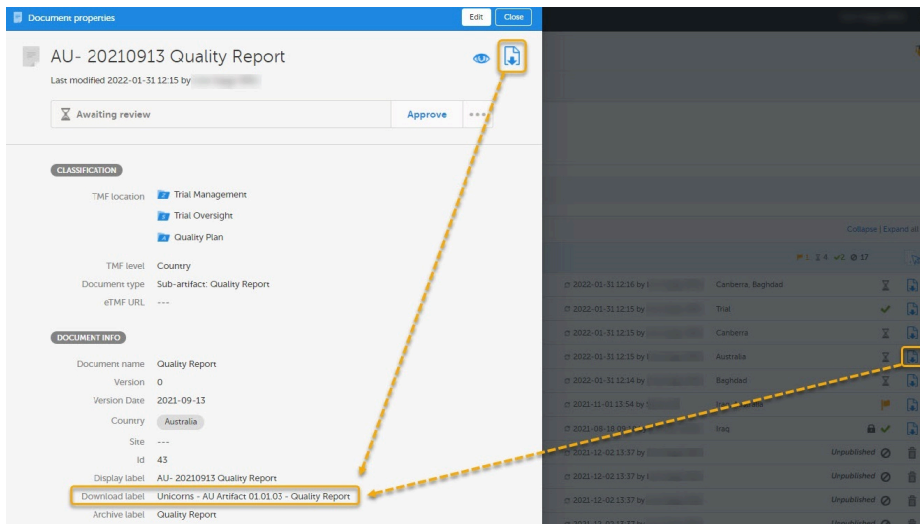 Document properties
Edit
Close
AU- 20210913 Quality Report
Last modified 2022-01-31 12:15 by
Awaiting review
Approve
CLASSIFICATION
TMF location
Trial Management
Trial Oversight
Quality Plan
TMF level Country
Document type Sub-artifact: Quality Report
eTMF URL ---
DOCUMENT INFO
Document name Quality Report
Version 0
Version Date 2021-09-13
Country Australia
Site ---
Id 43
Display label AU- 20210913 Quality Report
Download label Unicorns - AU Artifact 01.01.03 - Quality Report
Archive label Quality Report
Collapse | Expand all
1 4 2 17
2022-01-31 12:16 by Canberra, Baghdad
2022-01-31 12:15 by Trial
2022-01-31 12:15 by Canberra
2022-01-31 12:15 by Australia
2022-01-31 12:14 by Baghdad
2021-11-01 13:54 by
Iraq
2021-12-02 13:37 by Unpublished
2021-12-02 13:37 by Unpublished
2021-12-02 13:37 by Unpublished
2021-12-02 13:37 by Unpublished